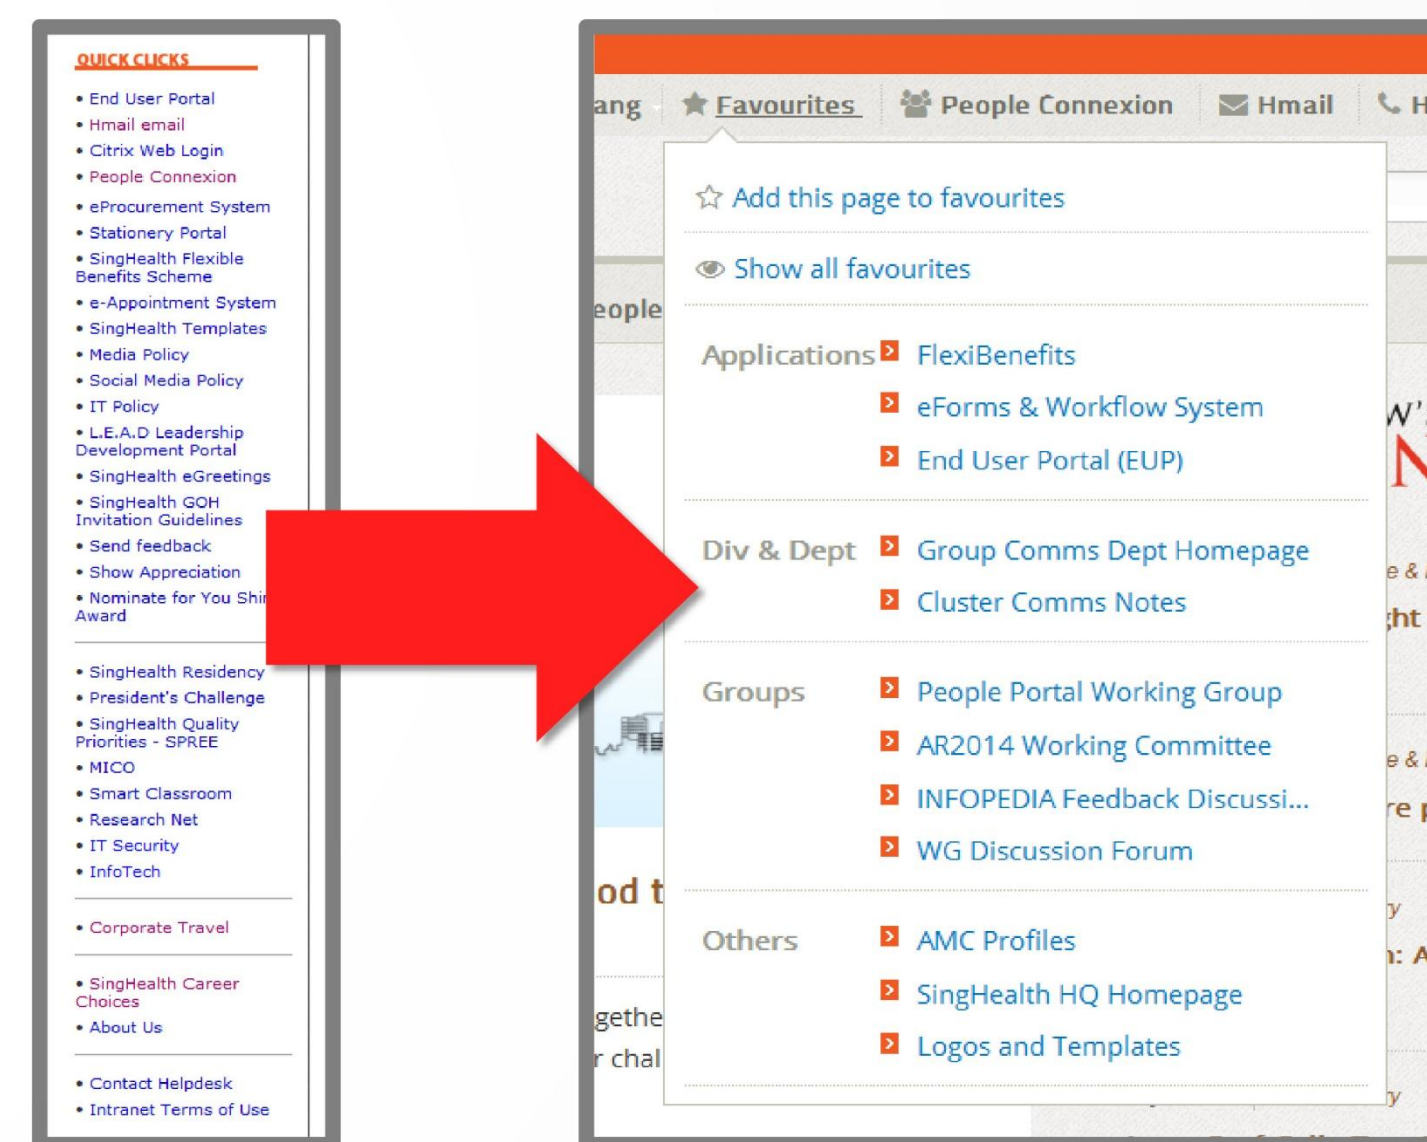 QUICK CLICKS
• End User Portal
• Hmail email
• Citrix Web Login
• People Connexion
• eProcurement System
• Stationery Portal
• SingHealth Flexible
Benefits Scheme
• e-Appointment System
• SingHealth Templates
• Media Policy
• Social Media Policy
• IT Policy
• L.E.A.D Leadership
Development Portal
• SingHealth eGreetings
• SingHealth GOH
Invitation Guidelines
• Send feedback
• Show Appreciation
• Nominate for You Shi
Award
• SingHealth Residency
• President's Challenge
• SingHealth Quality
Priorities - SPREE
• MICO
• Smart Classroom
• Research Net
• IT Security
• InfoTech
• Corporate Travel
• SingHealth Career
Choices
• About Us
• Contact Helpdesk
• Intranet Terms of Use
ang Favourites People Connexion Hmail H
Add this page to favourites
Show all favourites
eople
Applications FlexiBenefits
eForms & Workflow System
End User Portal (EUP)
Div & Dept Group Comms Dept Homepage
Cluster Comms Notes
Groups People Portal Working Group
AR2014 Working Committee
INFOPEDIA Feedback Discussi...
WG Discussion Forum
Others AMC Profiles
SingHealth HQ Homepage
Logos and Templates
od t
gethe
r chal
W',
N
e &
ght
e &
re p
y
n: A
y